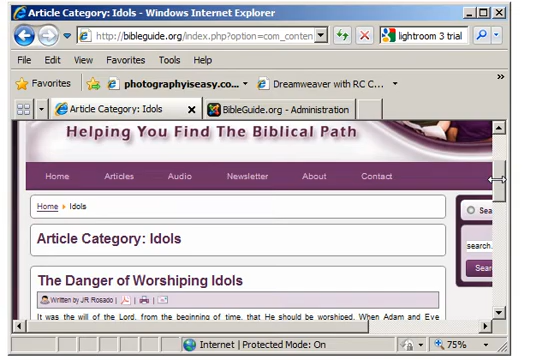 Article Category: Idols - Windows Internet Explorer
http://bibleguide.org/index.php?option=com_conten
lightroom 3 trial
File Edit View Favorites Tools Help
Favorites photographyiseasy.co... Dreamweaver with RC C...
Article Category: Idols X BibleGuide.org - Administration
Helping You Find The Biblical Path
Home Articles Audio Newsletter About Contact
Home Idols Sea
Article Category: Idols
search.
Sear
The Danger of Worshiping Idols
Written by JR Rosado | | |
It was the will of the Lord, from the beginning of time, that He should be worshiped. When Adam and Eve
Internet | Protected Mode: On 75%